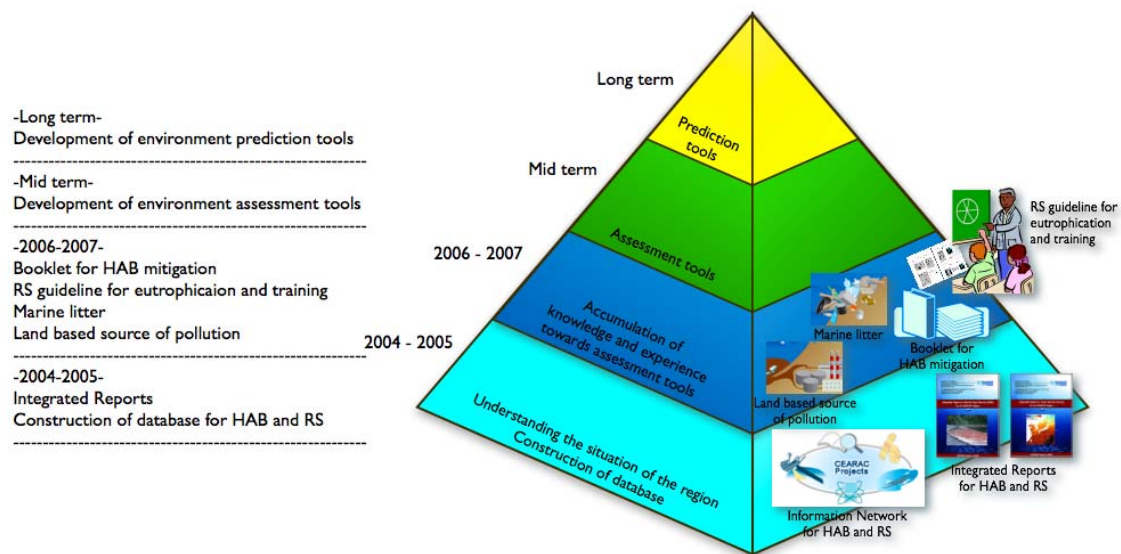 -Long term-
Development of environment prediction tools
-Mid term-
Development of environment assessment tools
-2006-2007-
Booklet for HAB mitigation
RS guideline for eutrophicaion and training
Marine litter
Land based source of pollution
-2004-2005-
Integrated Reports
Construction of database for HAB and RS
Long term
Mid term
2006 - 2007
2004 - 2005
Prediction
tools
Assessment tools
Accumulation of
knowledge and experience
towards assessment tools
Understanding the situation of the region
Construction of database
RS guideline for
eutrophication
and training
Marine litter
Booklet for
HAB mitigation
Land based source
of pollution
CEARAC
Projects
Information Network
for HAB and RS
Integrated Reports
for HAB and RS